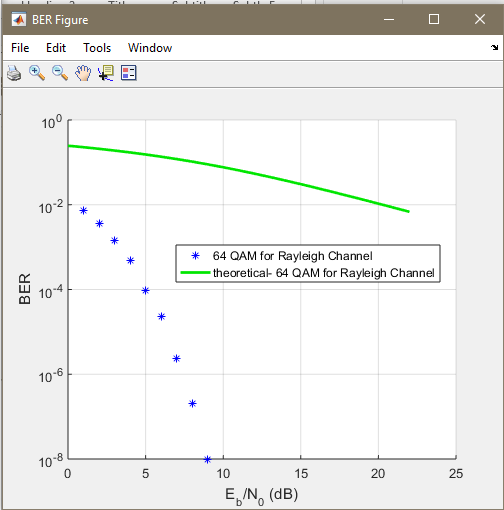 BER Figure
File Edit Tools Window
10^0
10^-2
10^-4
10^-6
10^-8
BER
64 QAM for Rayleigh Channel
theoretical- 64 QAM for Rayleigh Channel
0 5 10 15 20 25
E_b/N_0 (dB)